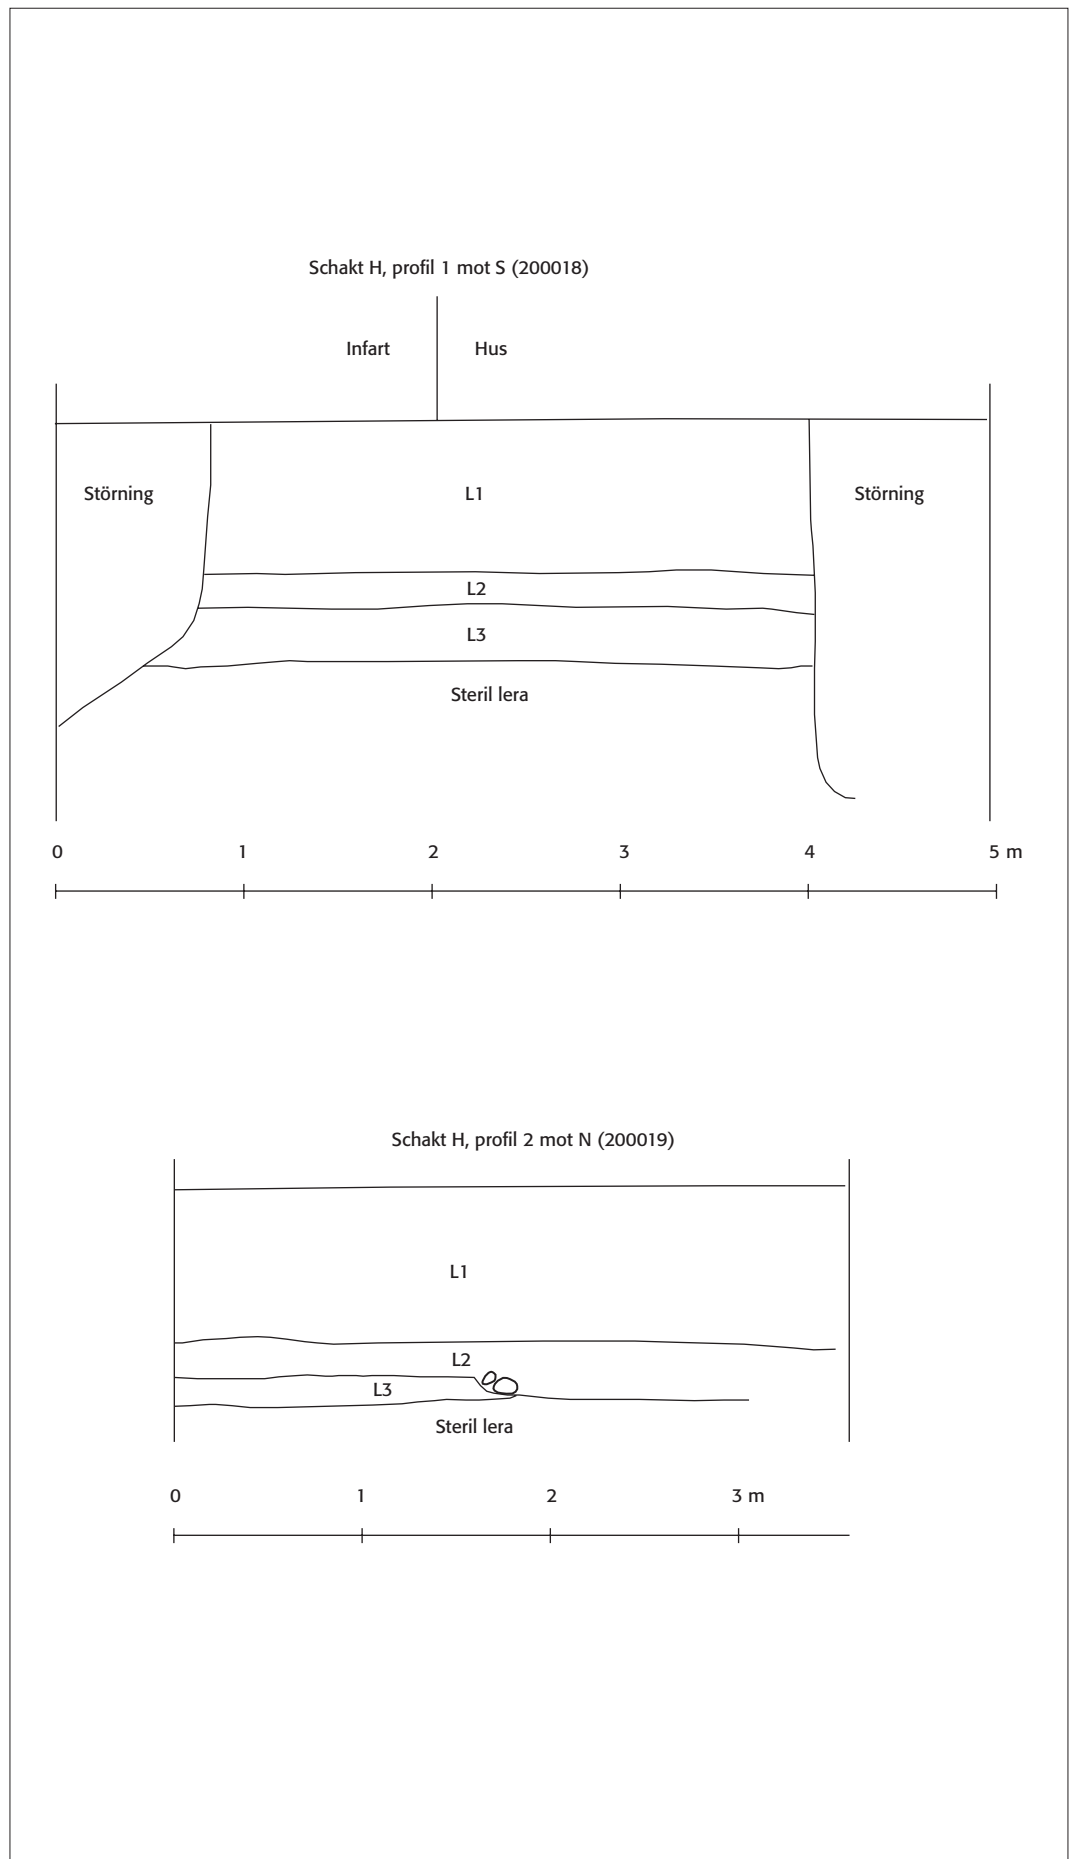 Schakt H, profil 1 mot S (200018)
Infart Hus
Störning L1 Störning
L2
L3
Steril lera
0 1 2 3 4 5 m
Schakt H, profil 2 mot N (200019)
L1
L2
L3
Steril lera
0 1 2 3 m